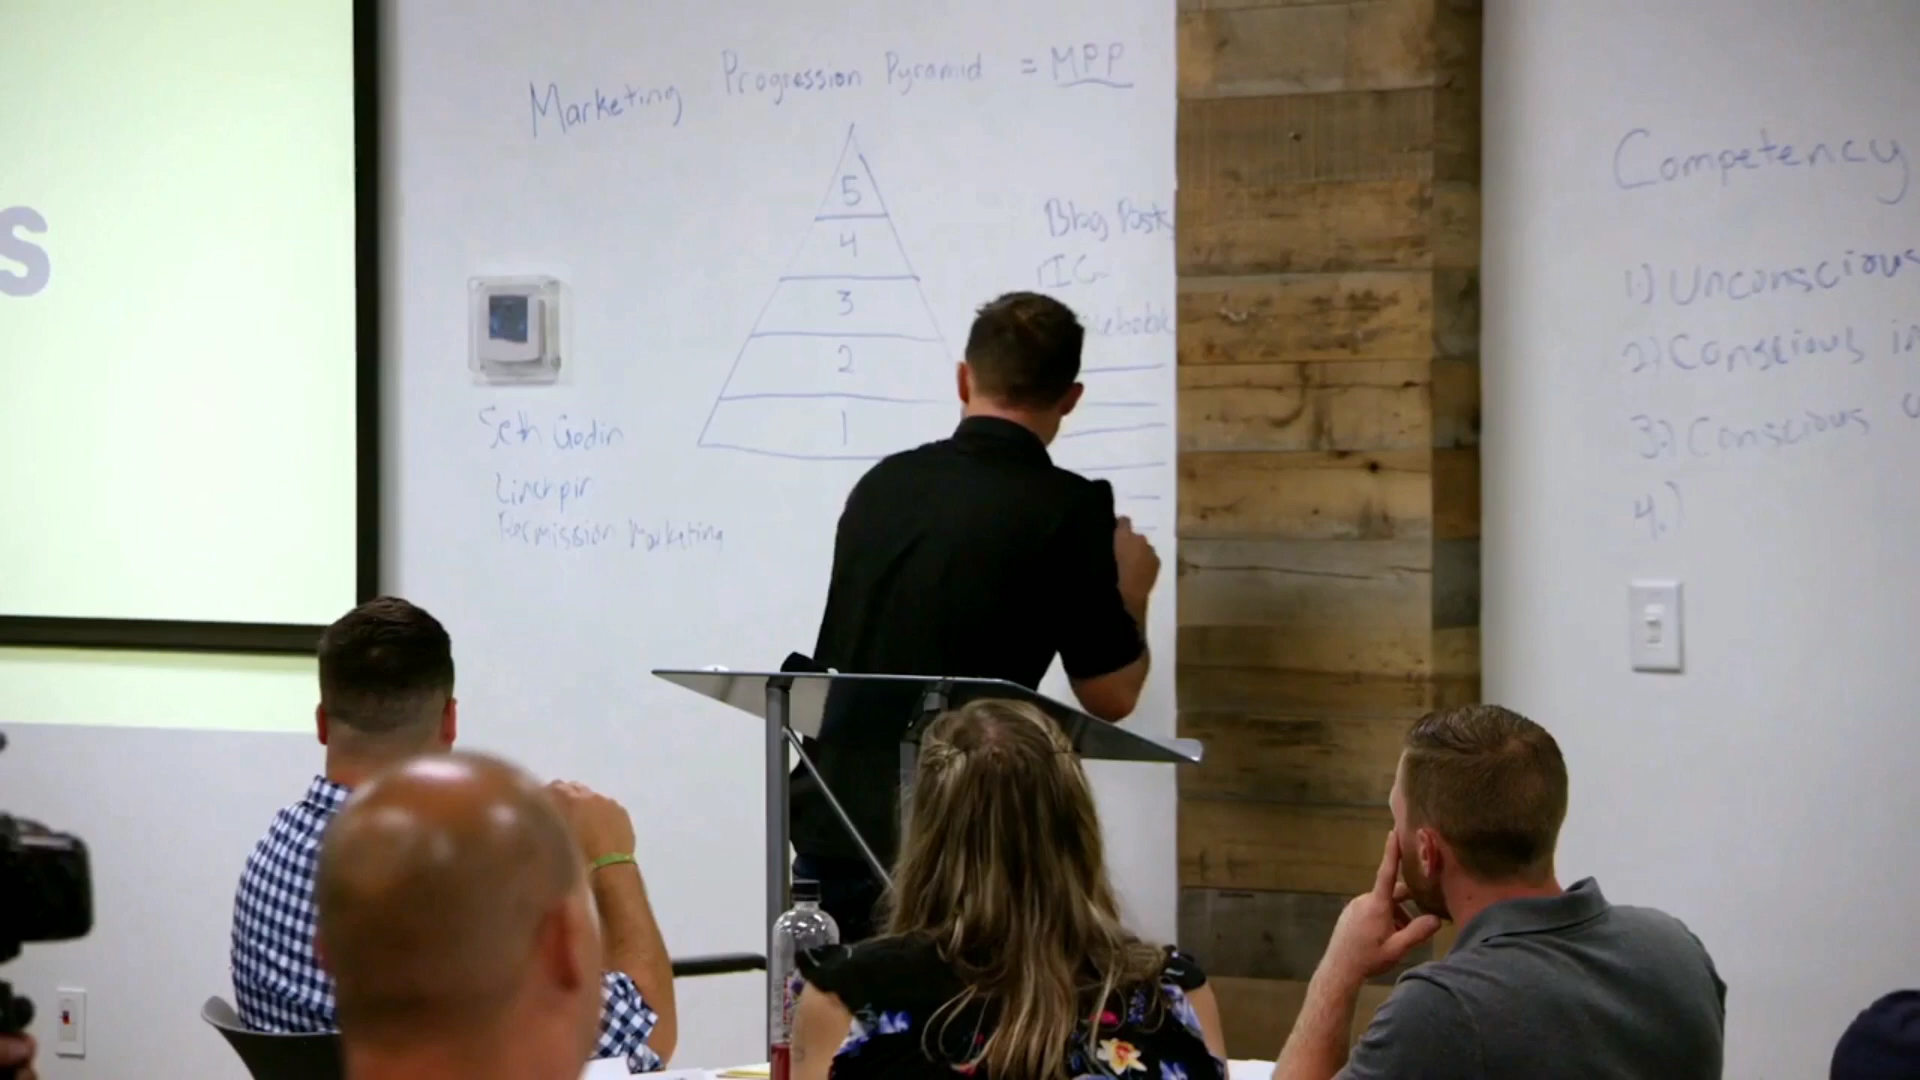 s
Marketing Progression Pyramid = MPP
5
4
3
2
1
Blog Posts
IG
Seth Godin
Linchpin
Permission Marketing
Competency
1.) Unconscious
2.) Conscious in
3.) Conscious
4.)